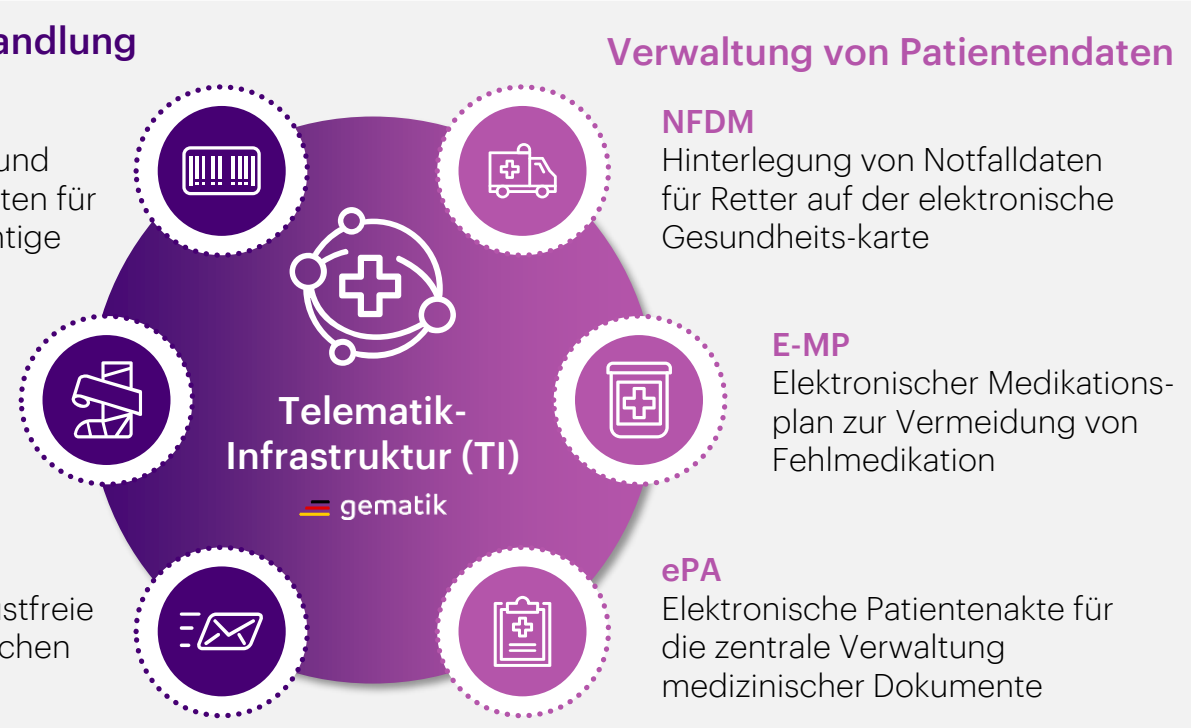 andlung
und
ten für
tige
stfreie
chen
Telematik-
Infrastruktur (TI)
gematik
Verwaltung von Patientendaten
NFDM
Hinterlegung von Notfalldaten
für Retter auf der elektronische
Gesundheits-karte
E-MP
Elektronischer Medikations-
plan zur Vermeidung von
Fehlmedikation
ePA
Elektronische Patientenakte für
die zentrale Verwaltung
medizinischer Dokumente